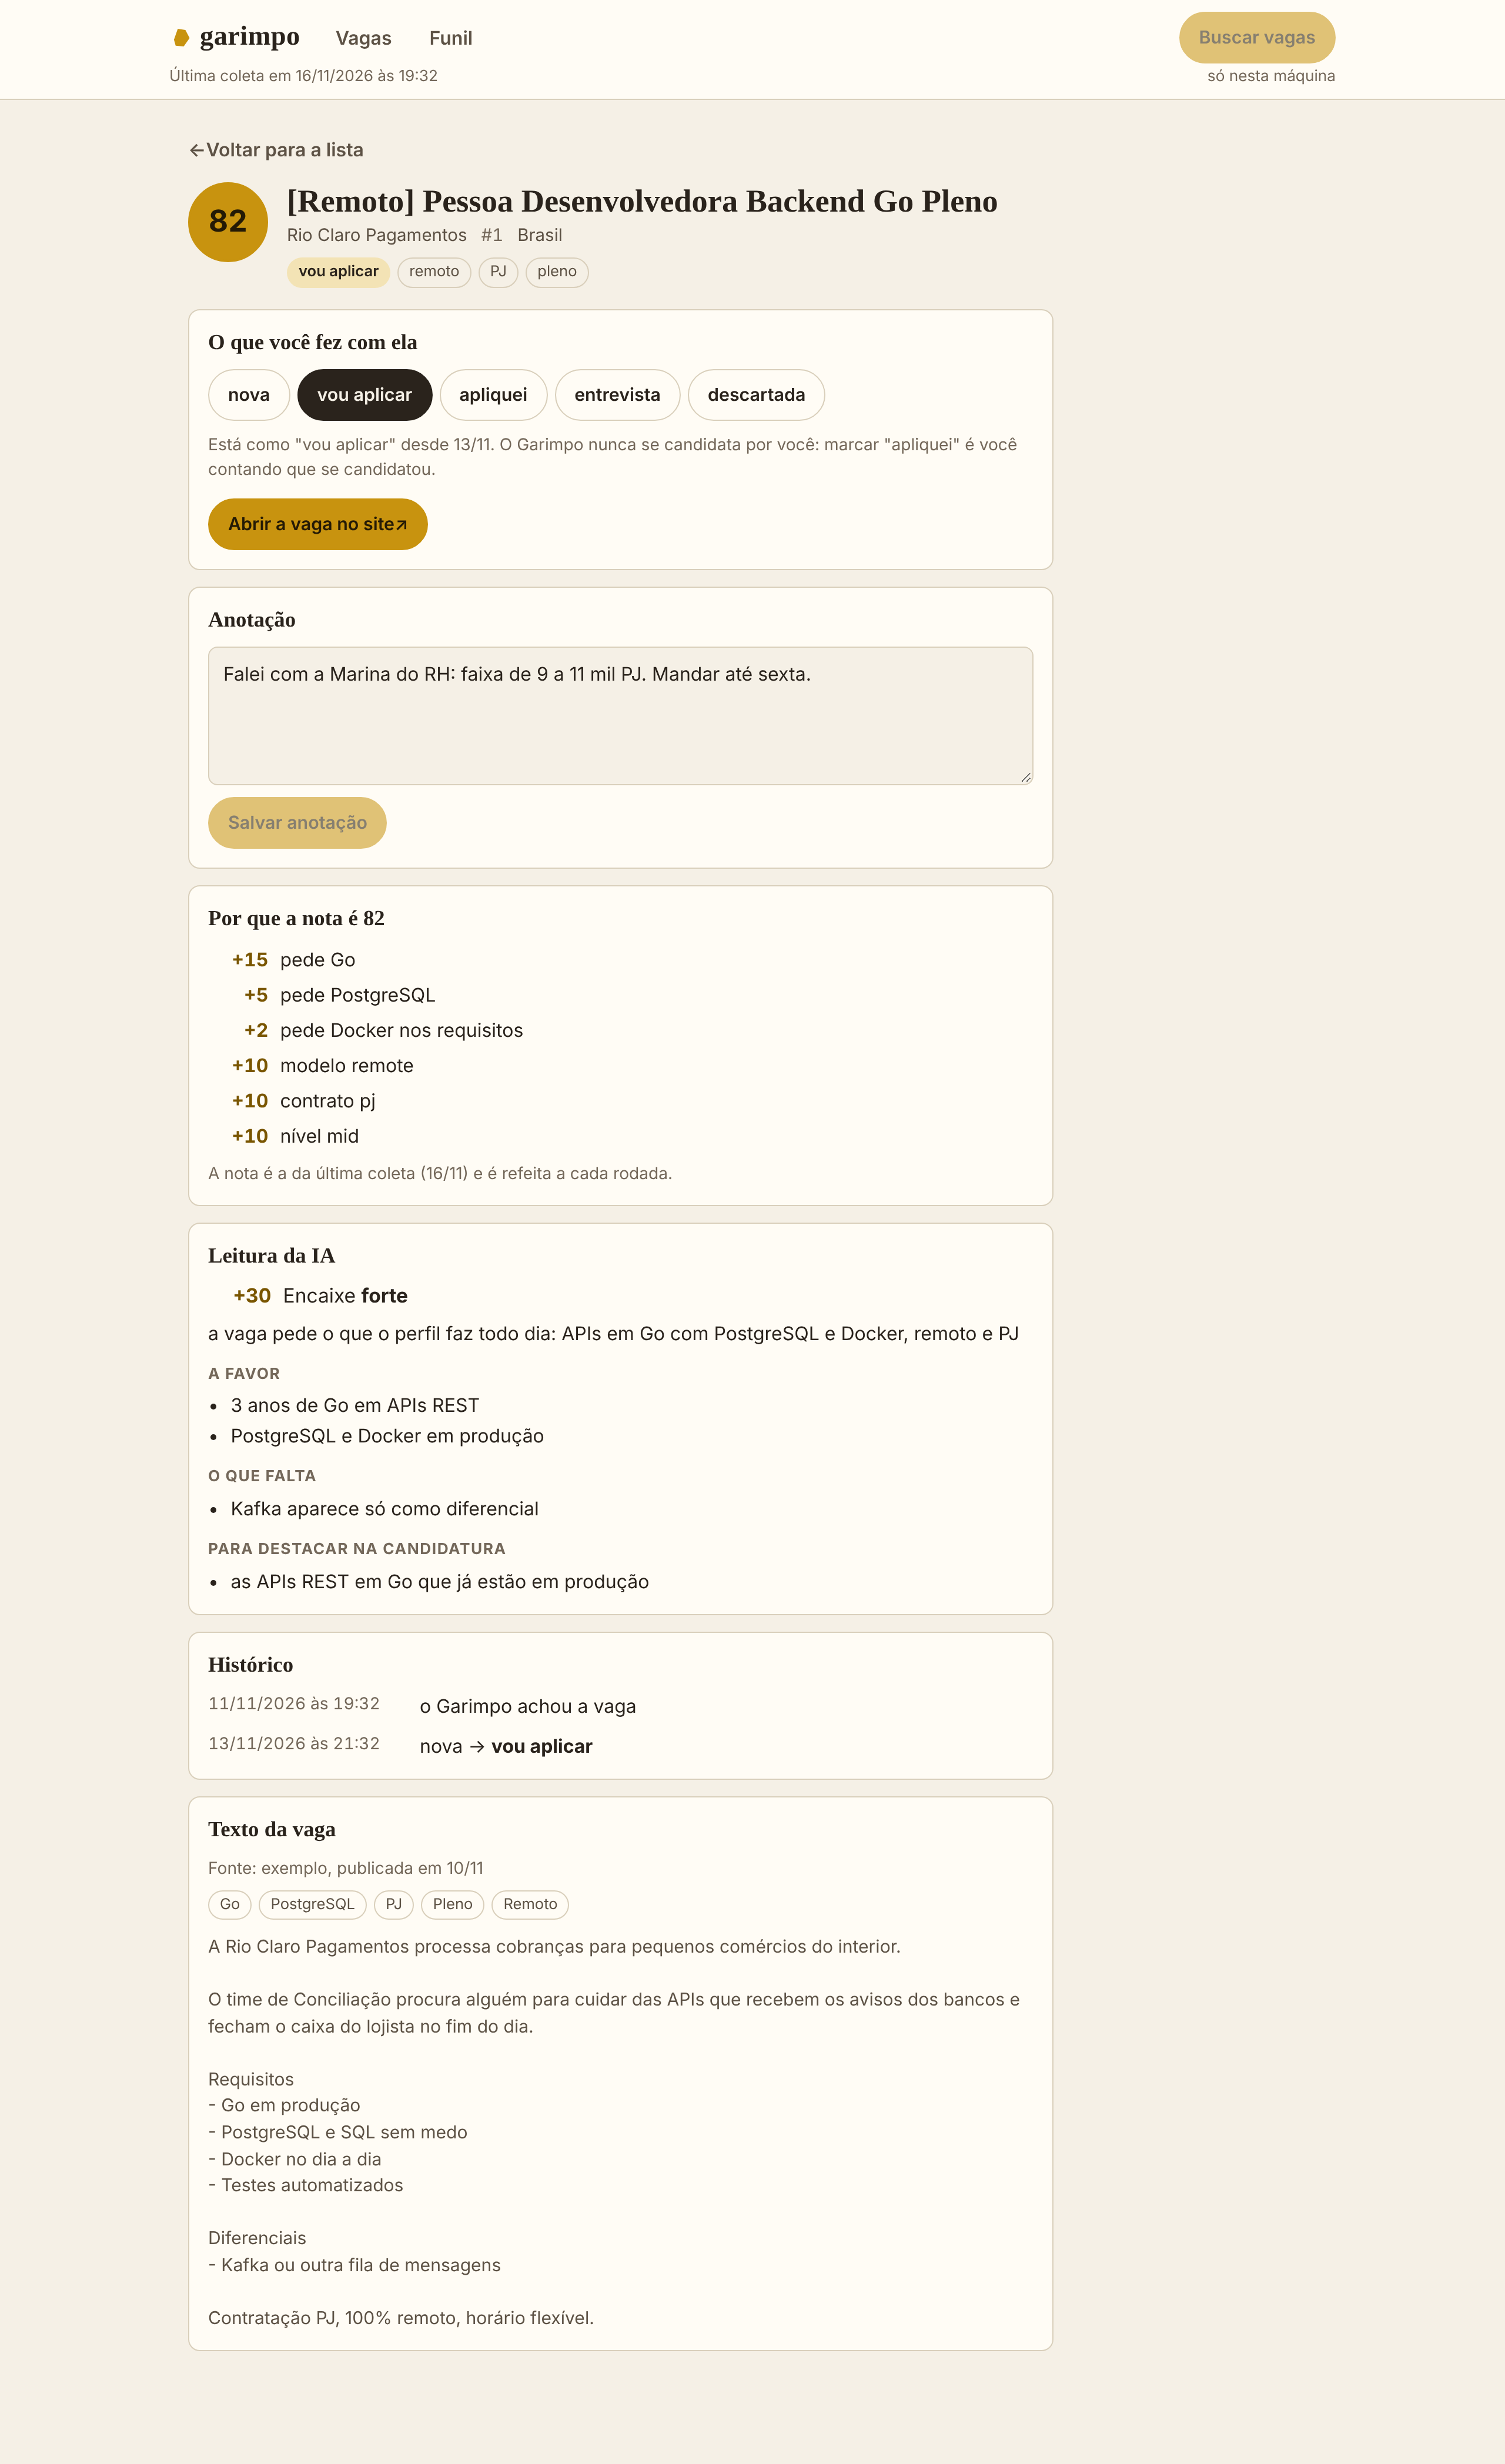 garimpo
Vagas
Funil
Buscar vagas
Última coleta em 16/11/2026 às 19:32
só nesta máquina
←Voltar para a lista
82
[Remoto] Pessoa Desenvolvedora Backend Go Pleno
Rio Claro Pagamentos #1 Brasil
vou aplicar remoto PJ pleno
O que você fez com ela
nova vou aplicar apliquei entrevista descartada
Está como "vou aplicar" desde 13/11. O Garimpo nunca se candidata por você: marcar "apliquei" é você
contando que se candidatou.
Abrir a vaga no site↗
Anotação
Falei com a Marina do RH: faixa de 9 a 11 mil PJ. Mandar até sexta.
Salvar anotação
Por que a nota é 82
+15 pede Go
+5 pede PostgreSQL
+2 pede Docker nos requisitos
+10 modelo remote
+10 contrato pj
+10 nível mid
A nota é a da última coleta (16/11) e é refeita a cada rodada.
Leitura da IA
+30 Encaixe forte
a vaga pede o que o perfil faz todo dia: APIs em Go com PostgreSQL e Docker, remoto e PJ
A FAVOR
• 3 anos de Go em APIs REST
• PostgreSQL e Docker em produção
O QUE FALTA
• Kafka aparece só como diferencial
PARA DESTACAR NA CANDIDATURA
• as APIs REST em Go que já estão em produção
Histórico
11/11/2026 às 19:32 o Garimpo achou a vaga
13/11/2026 às 21:32 nova → vou aplicar
Texto da vaga
Fonte: exemplo, publicada em 10/11
Go PostgreSQL PJ Pleno Remoto
A Rio Claro Pagamentos processa cobranças para pequenos comércios do interior.
O time de Conciliação procura alguém para cuidar das APIs que recebem os avisos dos bancos e
fecham o caixa do lojista no fim do dia.
Requisitos
- Go em produção
- PostgreSQL e SQL sem medo
- Docker no dia a dia
- Testes automatizados
Diferenciais
- Kafka ou outra fila de mensagens
Contratação PJ, 100% remoto, horário flexível.